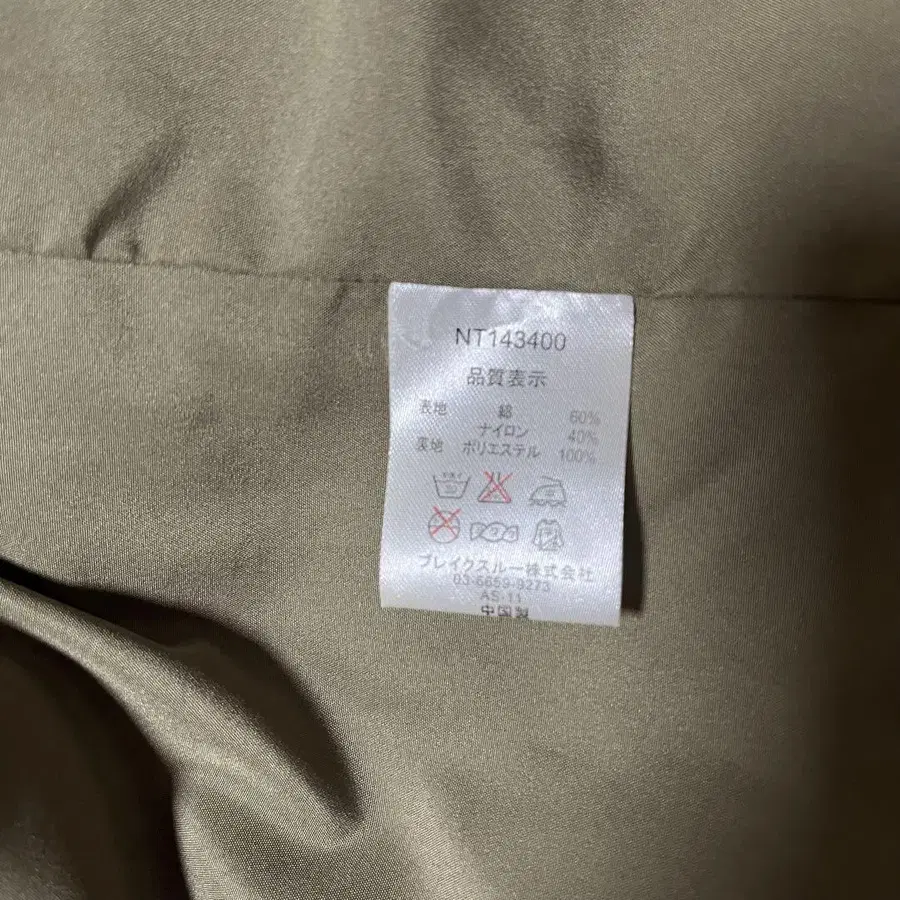 NT143400
品質表示
表地 綿 60%
ナイロン 40%
裏地 ポリエステル 100%
ブレイクスルー株式会社
03-6659-9273
AS-11
中国製